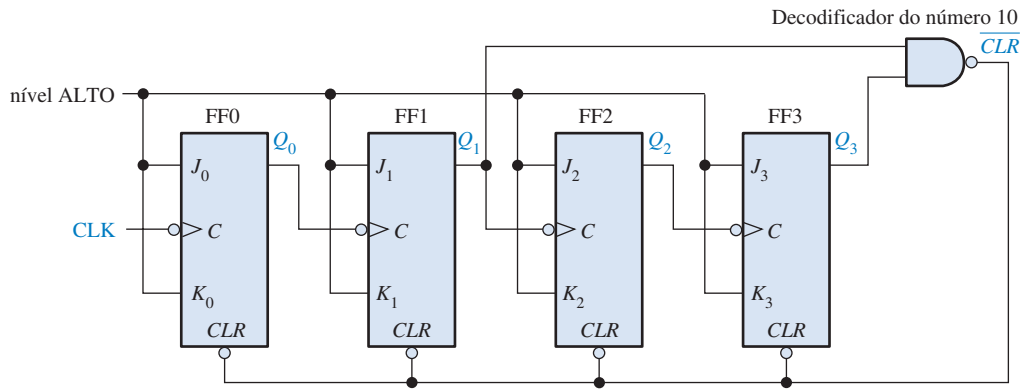 Decodificador do número 10
CLR
nível ALTO
FF0 FF1 FF2 FF3
Q0 Q1 Q2 Q3
J0 J1 J2 J3
CLK C C C C
K0 K1 K2 K3
CLR CLR CLR CLR